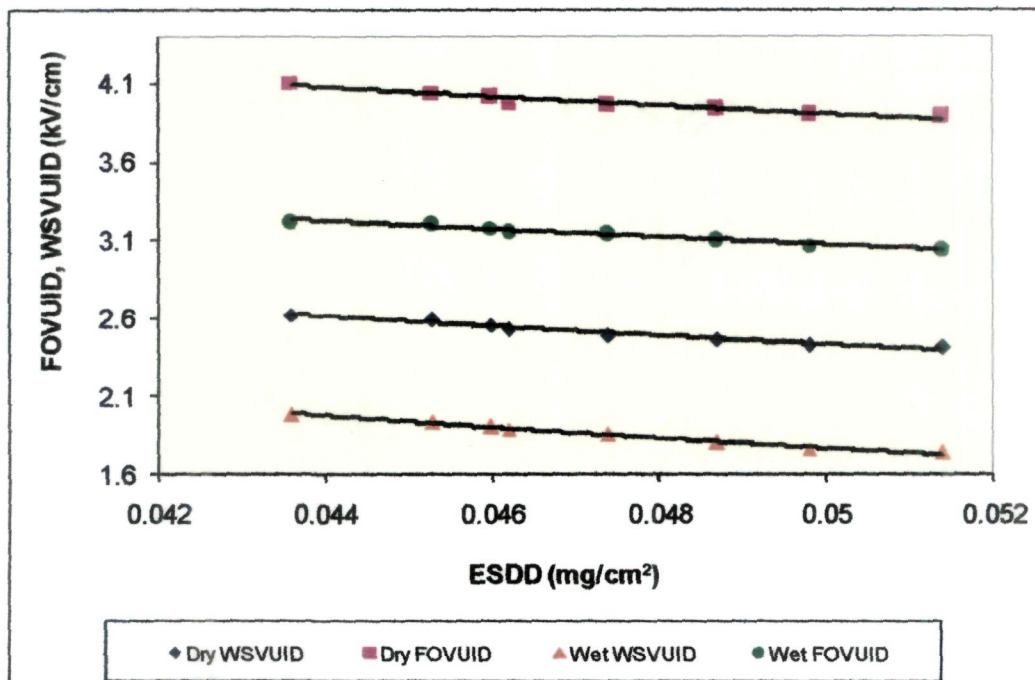 FOVUID, WSVUID (kV/cm)
4.1
3.6
3.1
2.6
2.1
1.6
0.042 0.044 0.046 0.048 0.05 0.052
ESDD (mg/cm²)
Dry WSVUID Dry FOVUID Wet WSVUID Wet FOVUID